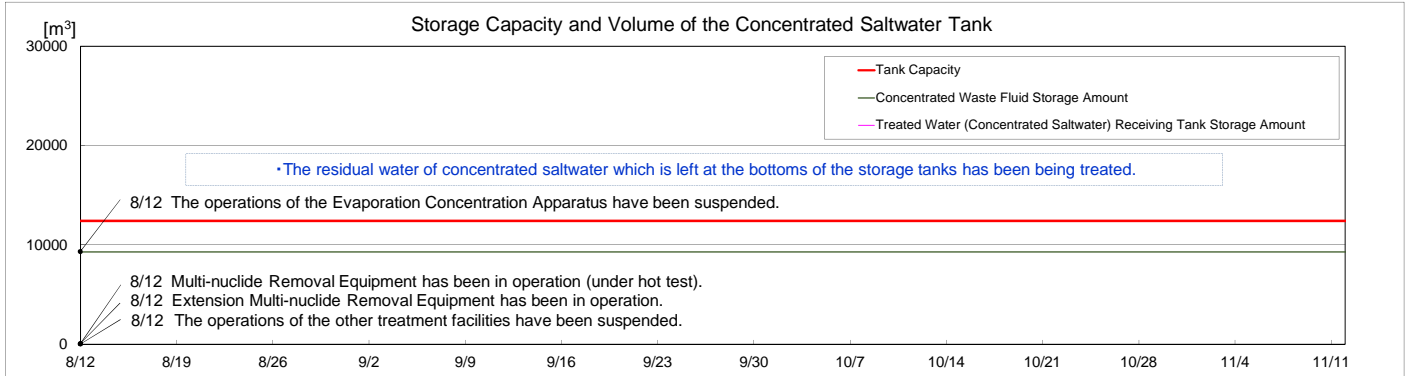 Storage Capacity and Volume of the Concentrated Saltwater Tank
[m³]
30000
20000
10000
0
Tank Capacity
Concentrated Waste Fluid Storage Amount
Treated Water (Concentrated Saltwater) Receiving Tank Storage Amount
・The residual water of concentrated saltwater which is left at the bottoms of the storage tanks has been being treated.
8/12 The operations of the Evaporation Concentration Apparatus have been suspended.
8/12 Multi-nuclide Removal Equipment has been in operation (under hot test).
8/12 Extension Multi-nuclide Removal Equipment has been in operation.
8/12 The operations of the other treatment facilities have been suspended.
8/12 8/19 8/26 9/2 9/9 9/16 9/23 9/30 10/7 10/14 10/21 10/28 11/4 11/11